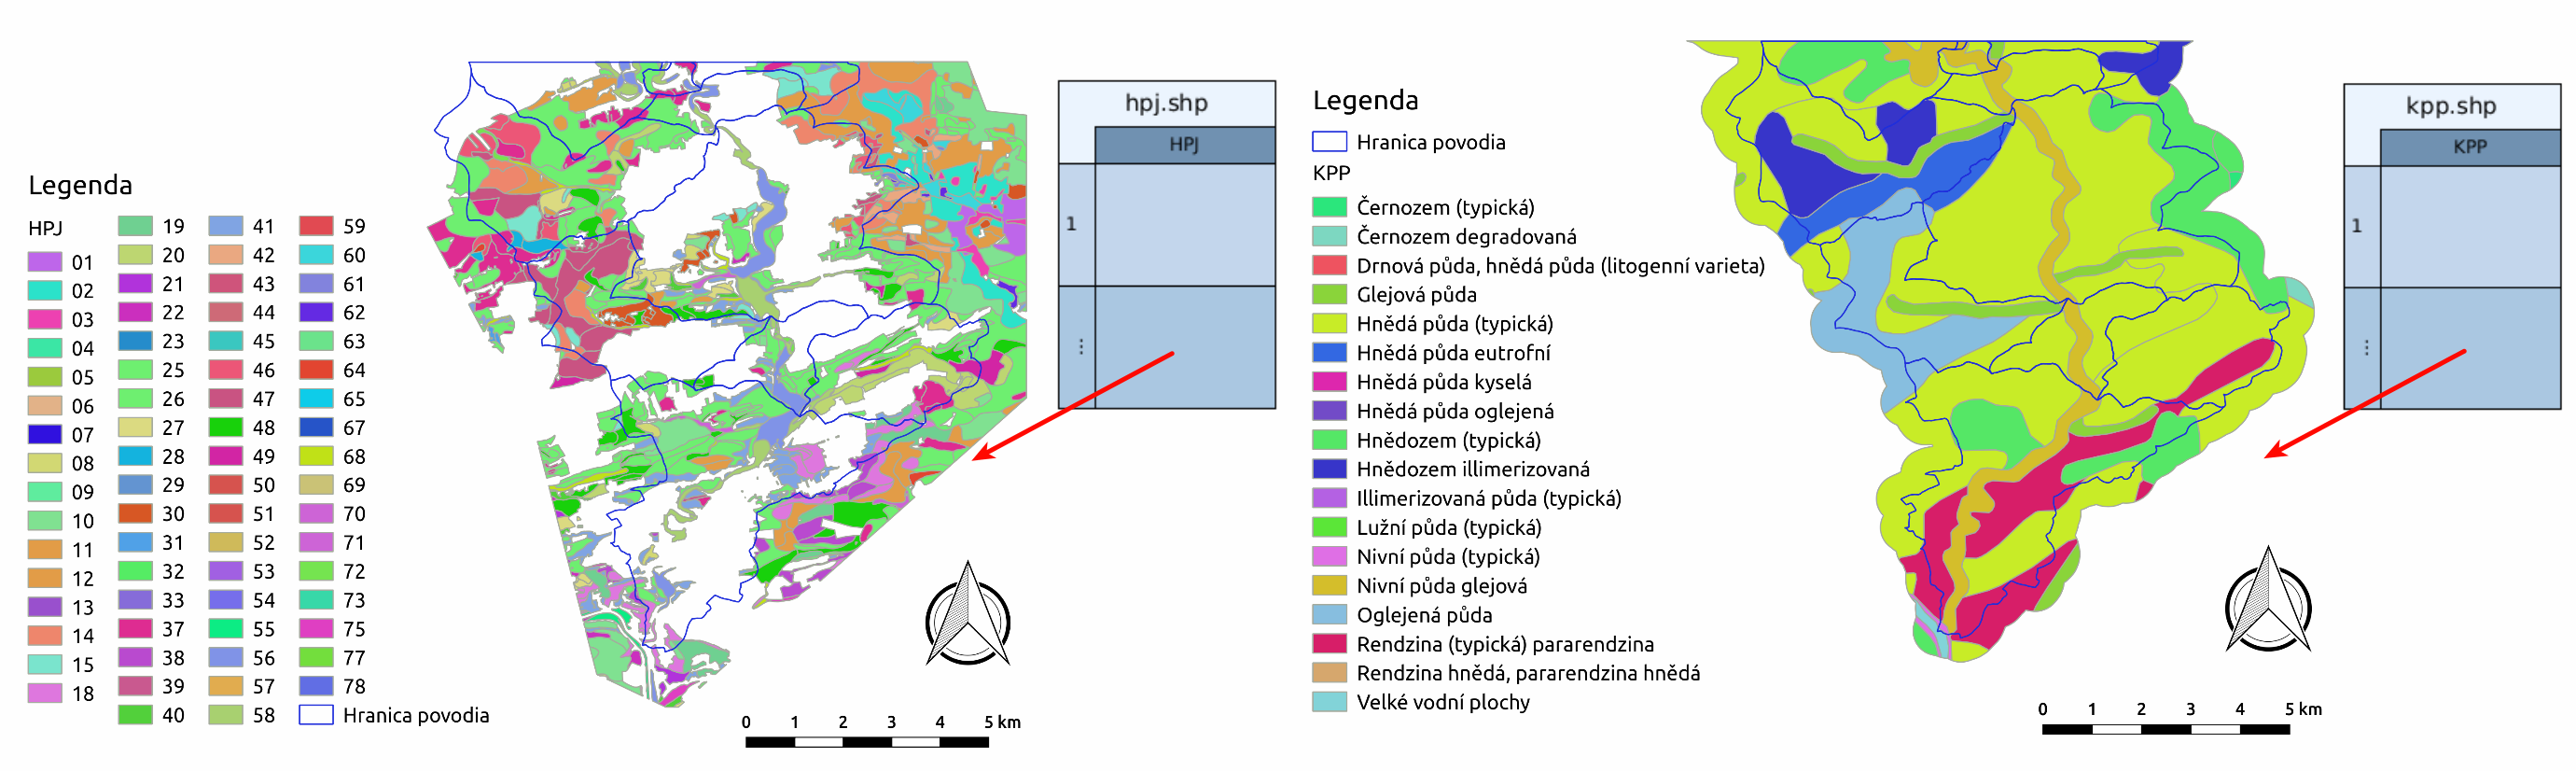 Legenda
HPJ
01
02
03
04
05
06
07
08
09
10
11
12
13
14
15
18
19
20
21
22
23
25
26
27
28
29
30
31
32
33
37
38
39
40
41
42
43
44
45
46
47
48
49
50
51
52
53
54
55
56
57
58
59
60
61
62
63
64
65
67
68
69
70
71
72
73
75
77
78
Hranica povodia
0 1 2 3 4 5 km
hpj.shp
HPJ
1
⋮
Legenda
Hranica povodia
KPP
Černozem (typická)
Černozem degradovaná
Drnová půda, hnědá půda (litogenní varieta)
Glejová půda
Hnědá půda (typická)
Hnědá půda eutrofní
Hnědá půda kyselá
Hnědá půda oglejená
Hnědozem (typická)
Hnědozem illimerizovaná
Illimerizovaná půda (typická)
Lužní půda (typická)
Nivní půda (typická)
Nivní půda glejová
Oglejená půda
Rendzina (typická) pararendzina
Rendzina hnědá, pararendzina hnědá
Velké vodní plochy
0 1 2 3 4 5 km
kpp.shp
KPP
1
⋮